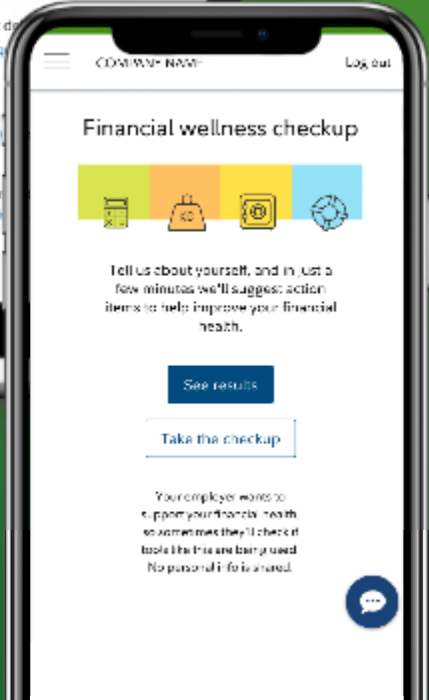 COMPANY NAME
Log out
Financial wellness checkup
KG
Tell us about yourself, and in just a
few minutes we'll suggest action
items to help improve your financial
health.
See results
Take the checkup
Your employer wants to
support your financial health,
so sometimes they'll check if
tools like this are being used.
No personal info is shared.